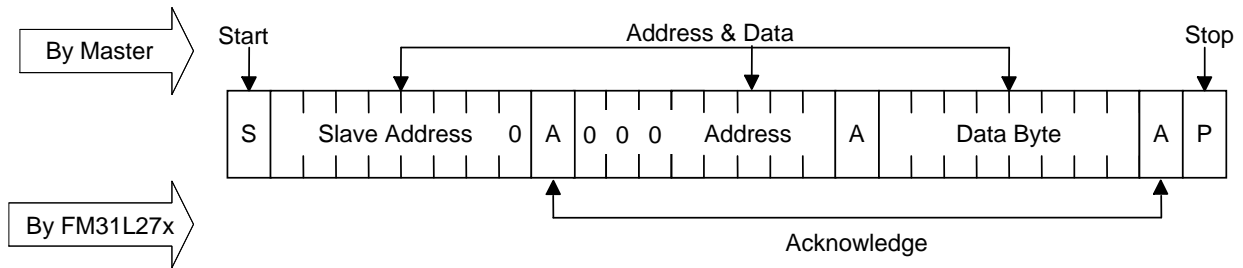 By Master
Start
Address & Data
Stop
S Slave Address 0 A 0 0 0 Address A Data Byte A P
By FM31L27x
Acknowledge